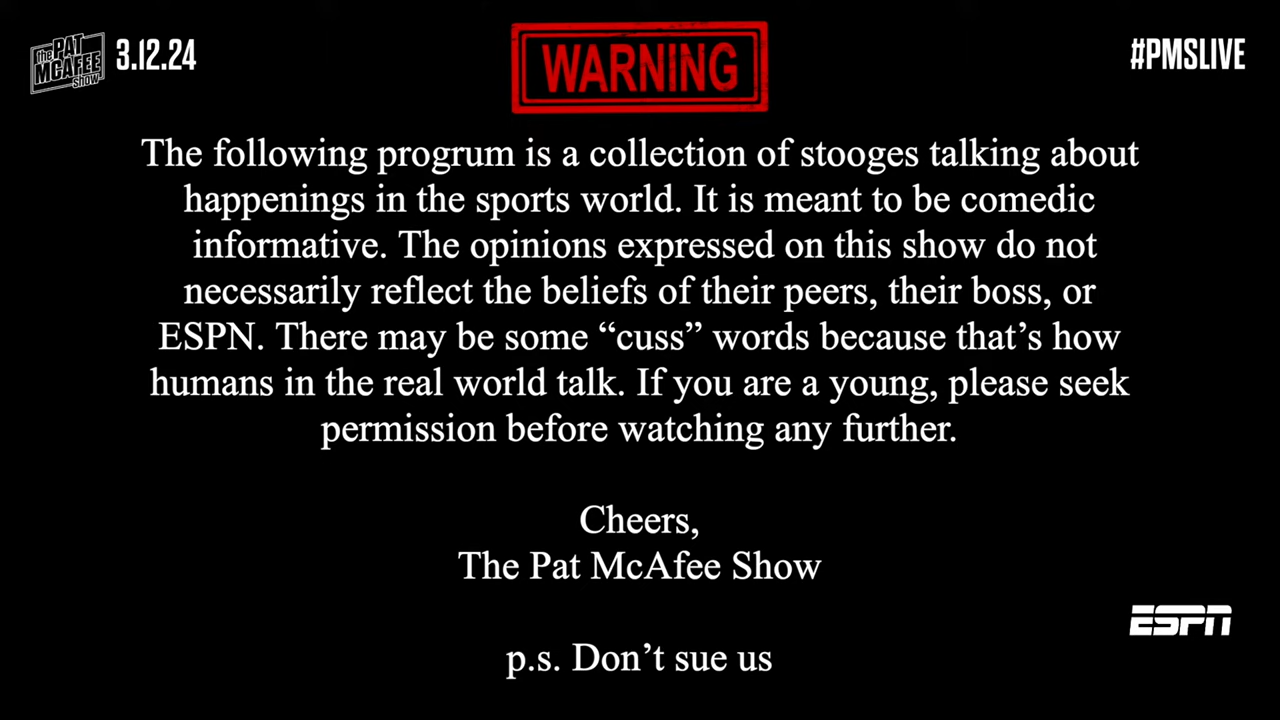 The PAT MCAFEE Show
3.12.24
WARNING
#PMSLIVE
The following progrum is a collection of stooges talking about
happenings in the sports world. It is meant to be comedic
informative. The opinions expressed on this show do not
necessarily reflect the beliefs of their peers, their boss, or
ESPN. There may be some “cuss” words because that’s how
humans in the real world talk. If you are a young, please seek
permission before watching any further.
Cheers,
The Pat McAfee Show
ESPN
p.s. Don’t sue us